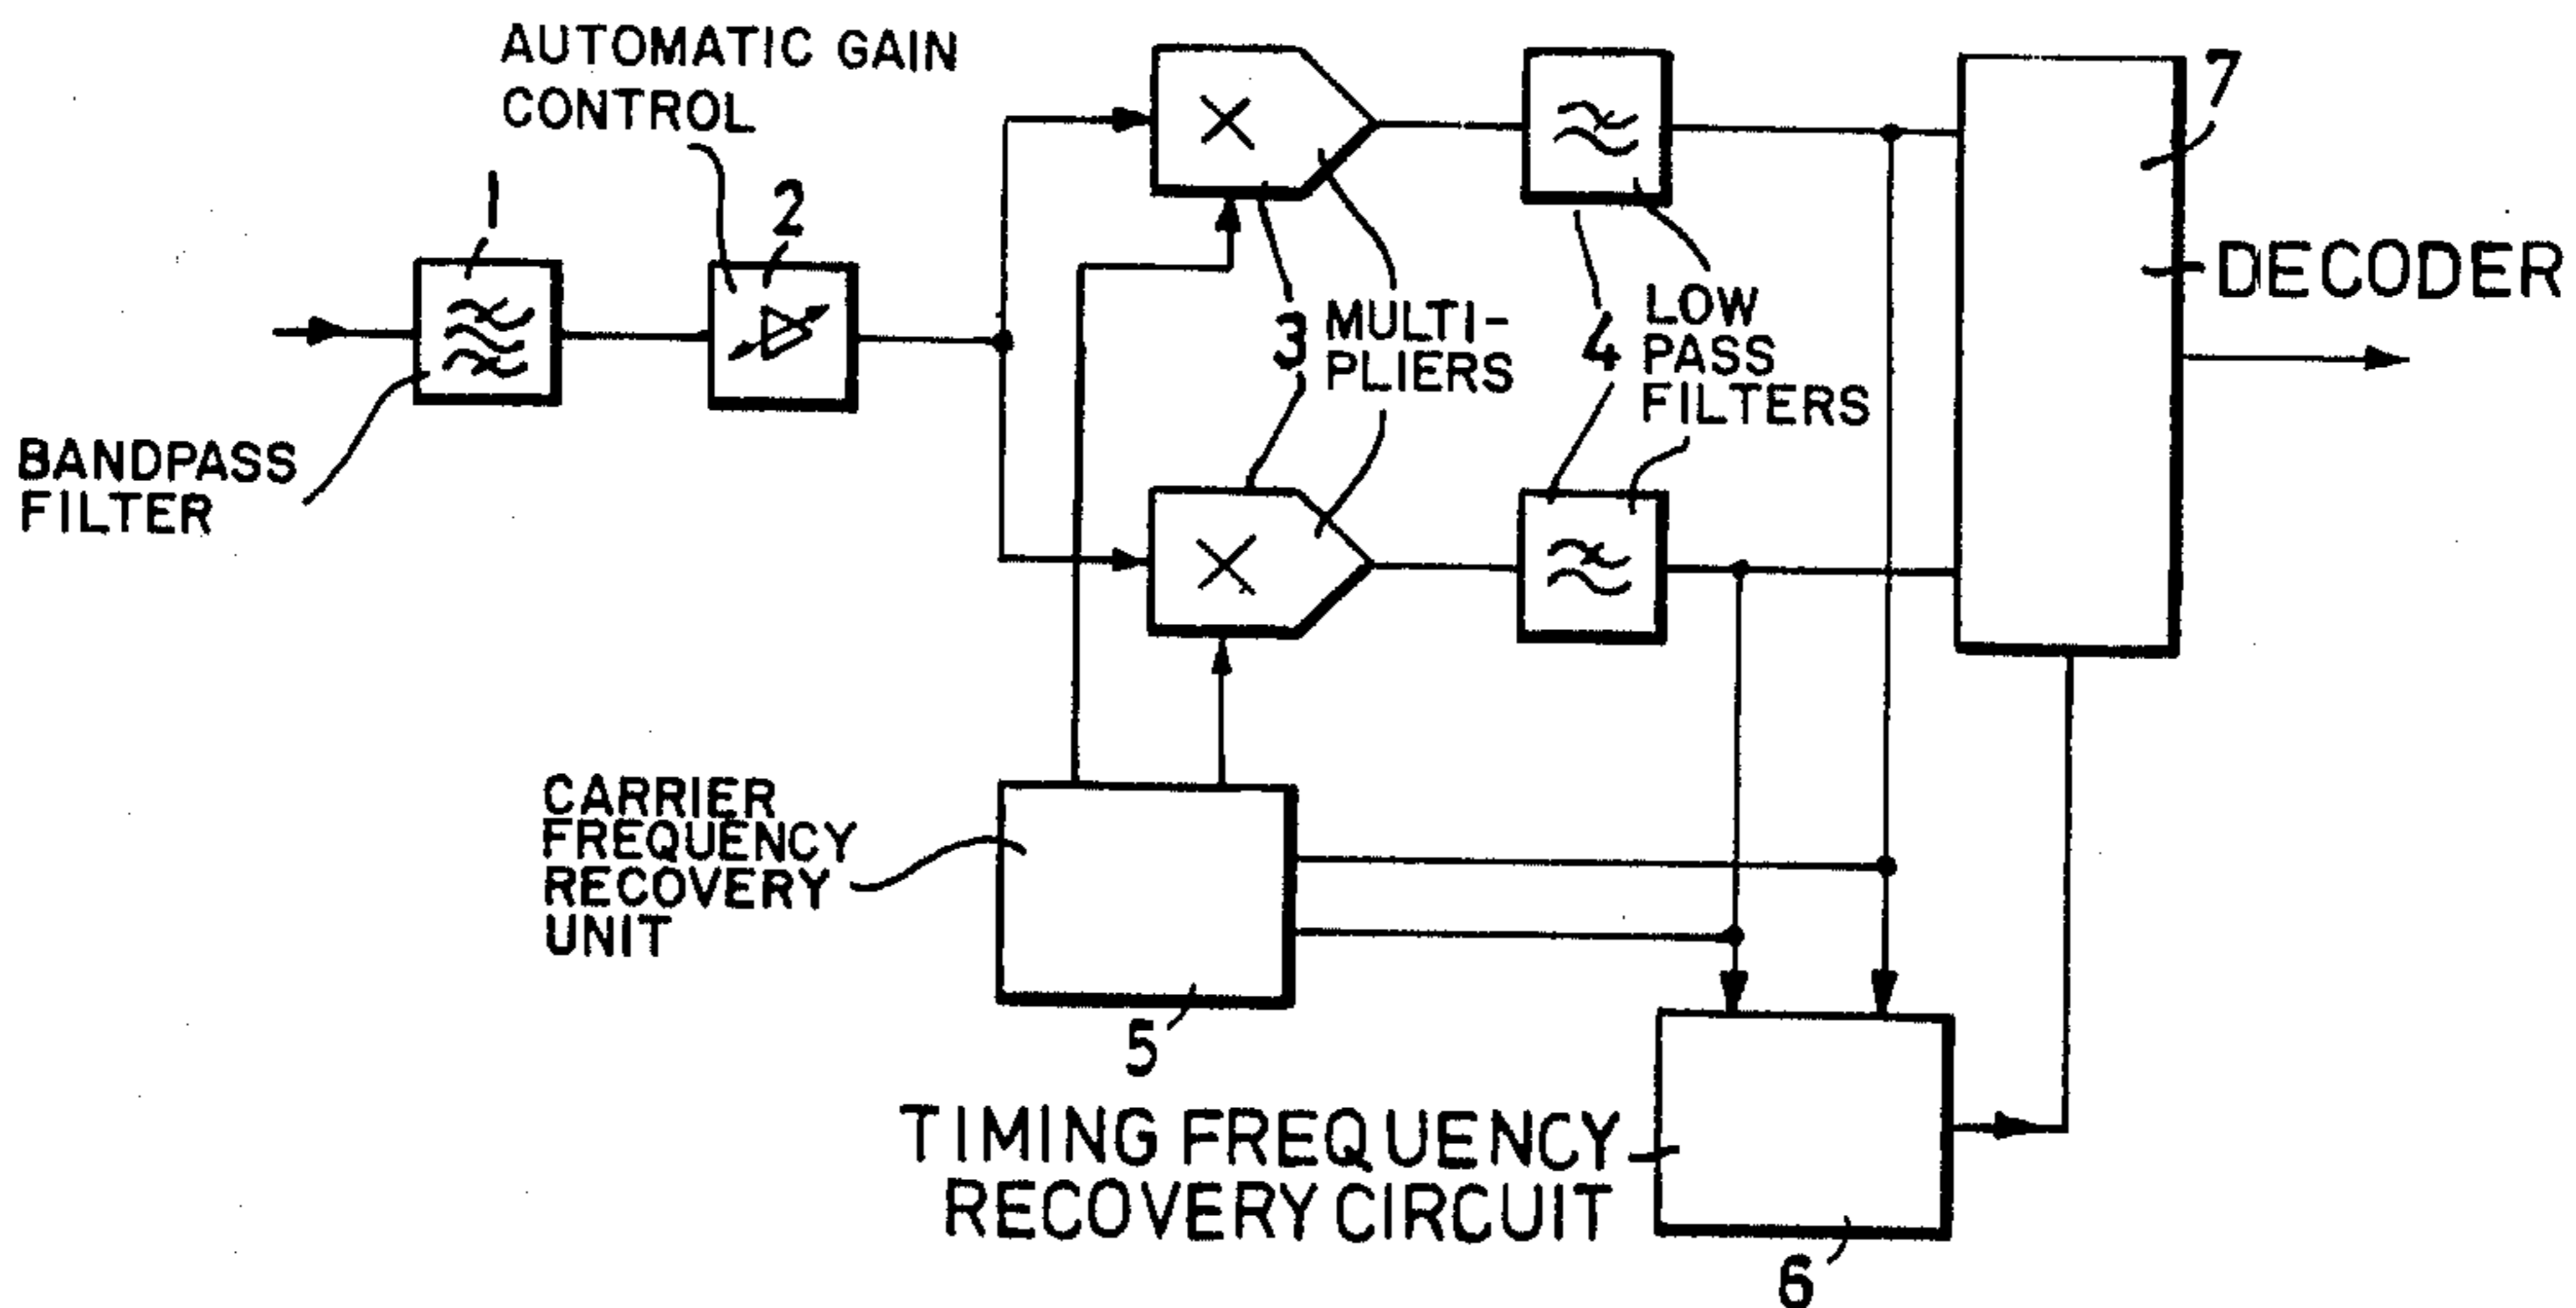 AUTOMATIC GAIN
CONTROL
1
2
BANDPASS
FILTER
3
MULTI-
PLIERS
4
LOW
PASS
FILTERS
7
DECODER
CARRIER
FREQUENCY
RECOVERY
UNIT
5
TIMING FREQUENCY
RECOVERY CIRCUIT
6